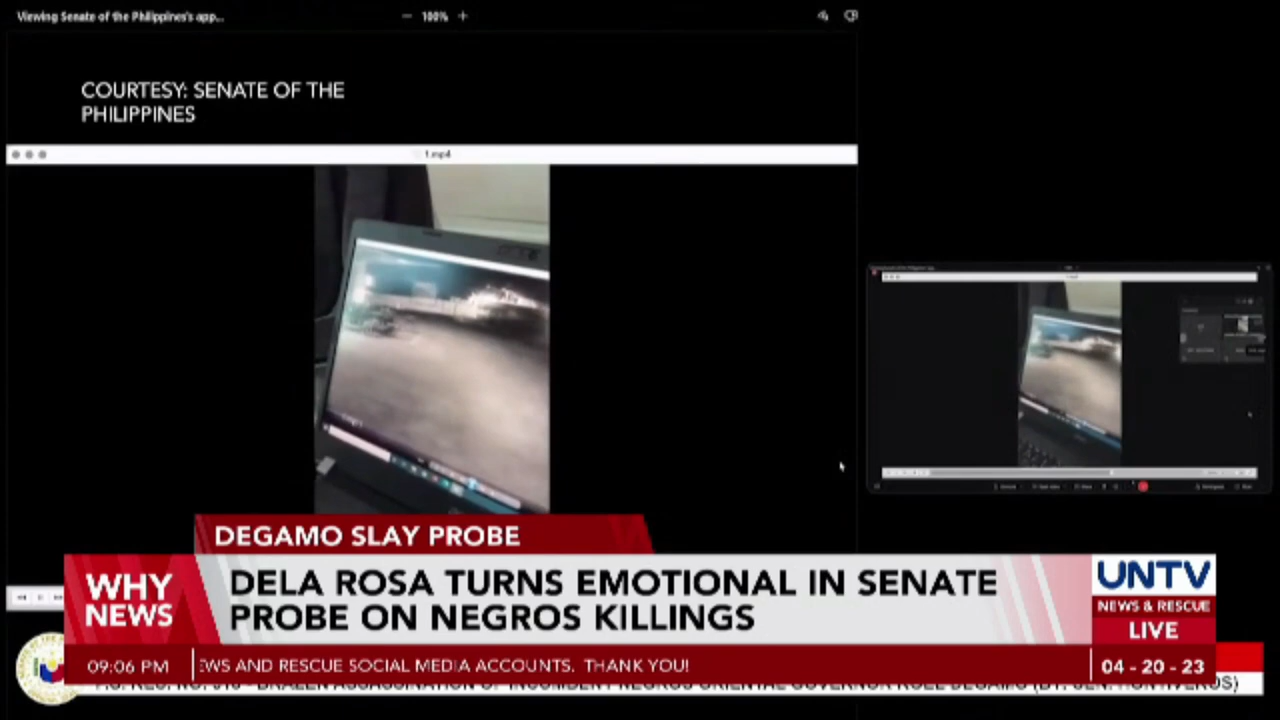 Viewing Senate of the Philippines's app...
100%
COURTESY: SENATE OF THE
PHILIPPINES
1.mp4
DEGAMO SLAY PROBE
WHY
NEWS
DELA ROSA TURNS EMOTIONAL IN SENATE
PROBE ON NEGROS KILLINGS
UNTV
NEWS & RESCUE
LIVE
09:06 PM
EWS AND RESCUE SOCIAL MEDIA ACCOUNTS. THANK YOU!
04 - 20 - 23